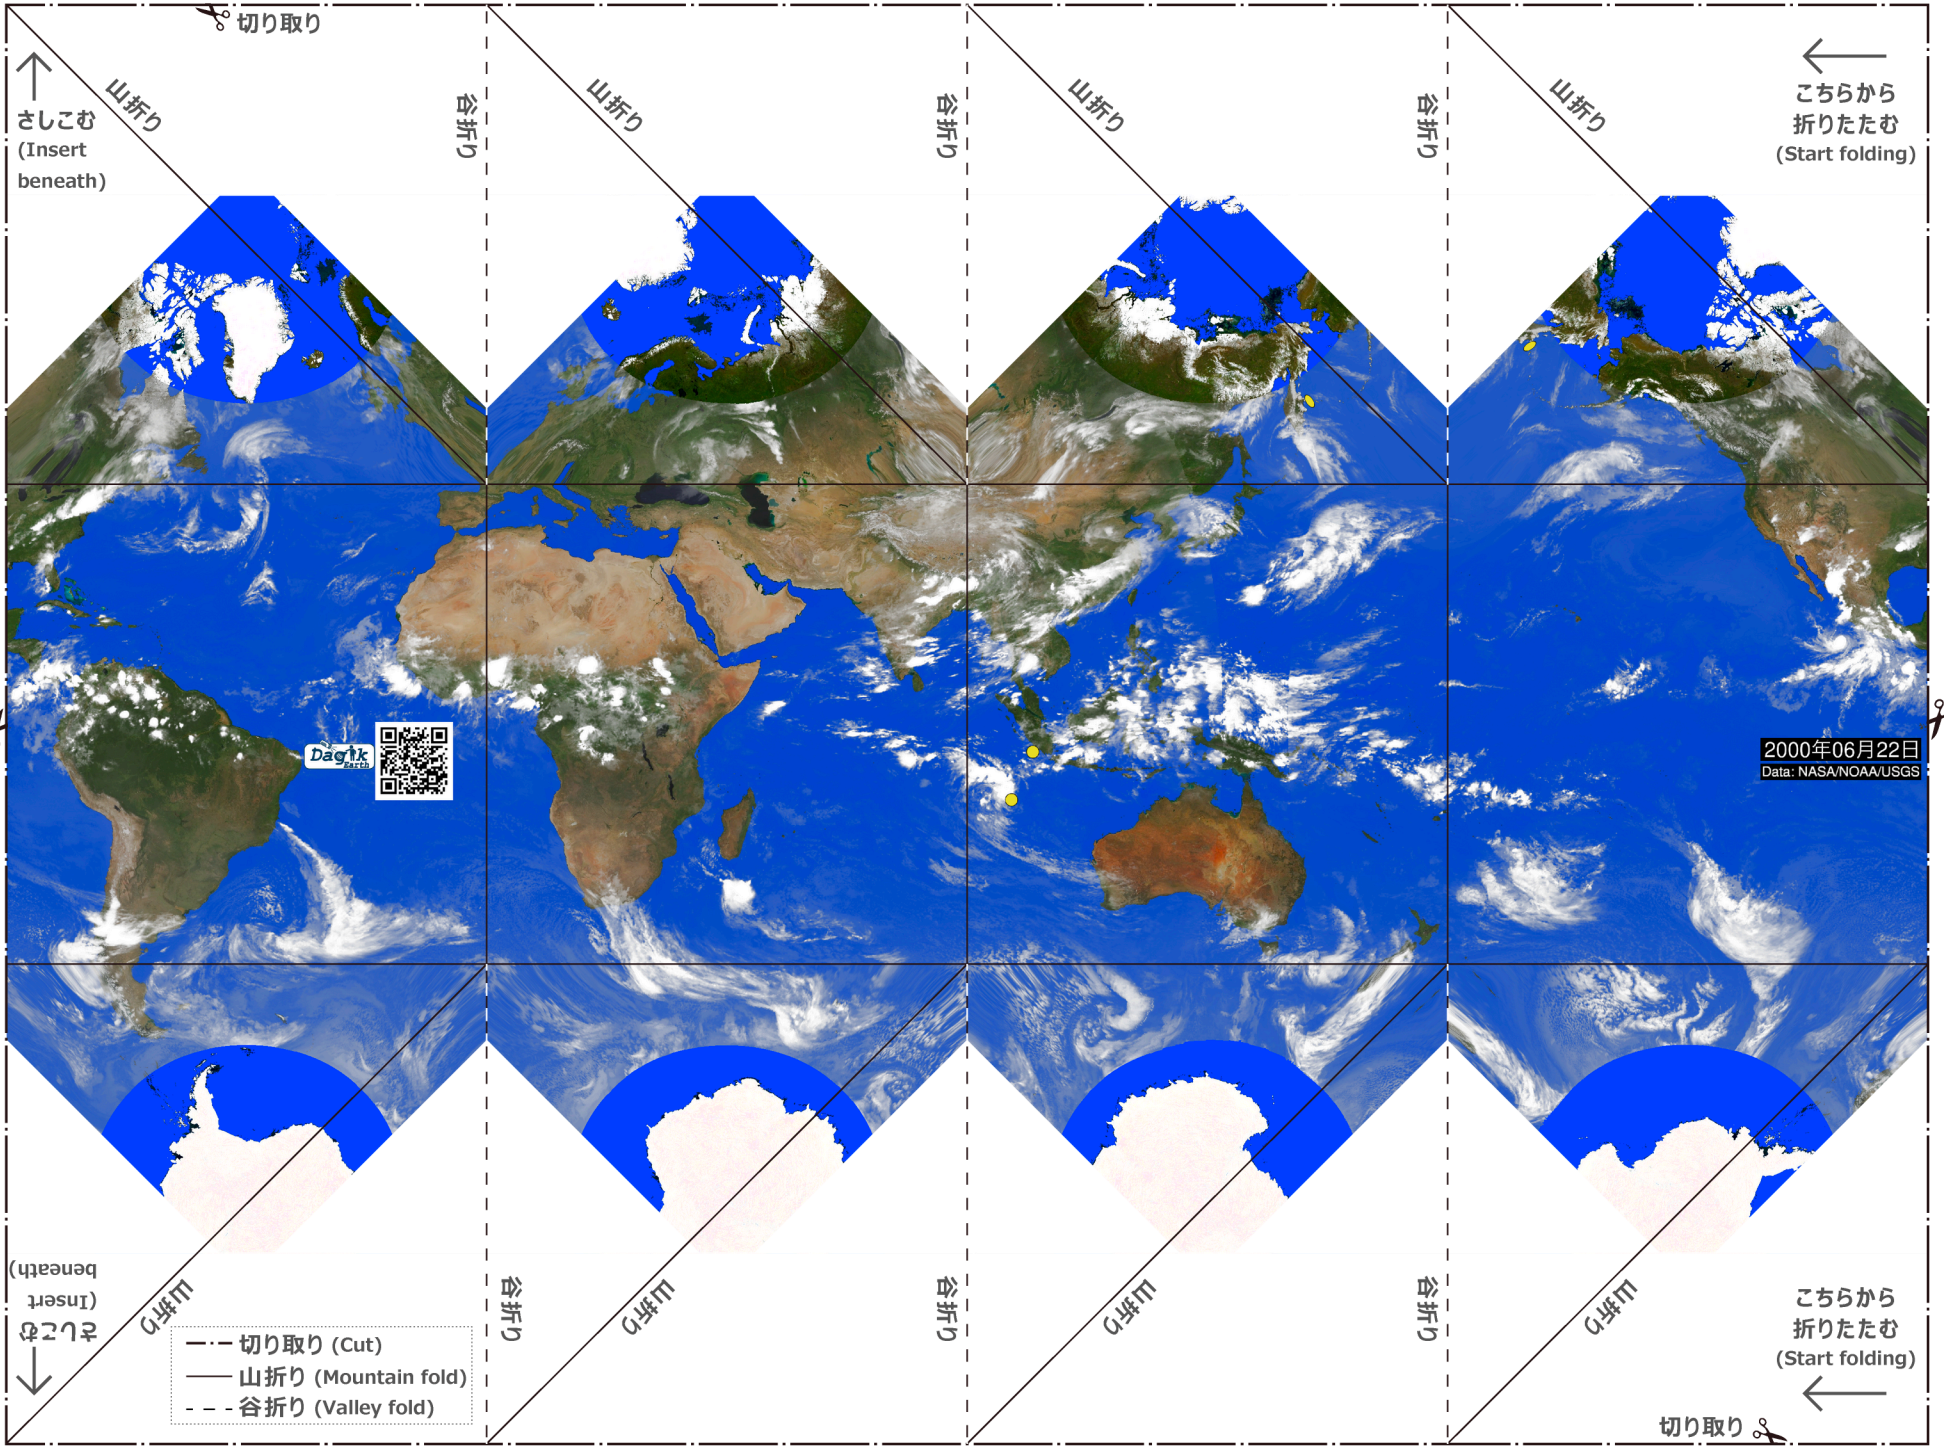 切り取り
山折り
谷折り
山折り
谷折り
山折り
谷折り
山折り
さしこむ
(Insert
beneath)
こちらから
折りたたむ
(Start folding)
Dagik
Earth
2000年06月22日
Data: NASA/NOAA/USGS
さしこむ
(Insert
beneath)
山折り
谷折り
山折り
谷折り
山折り
谷折り
山折り
切り取り (Cut)
山折り (Mountain fold)
谷折り (Valley fold)
こちらから
折りたたむ
(Start folding)
切り取り